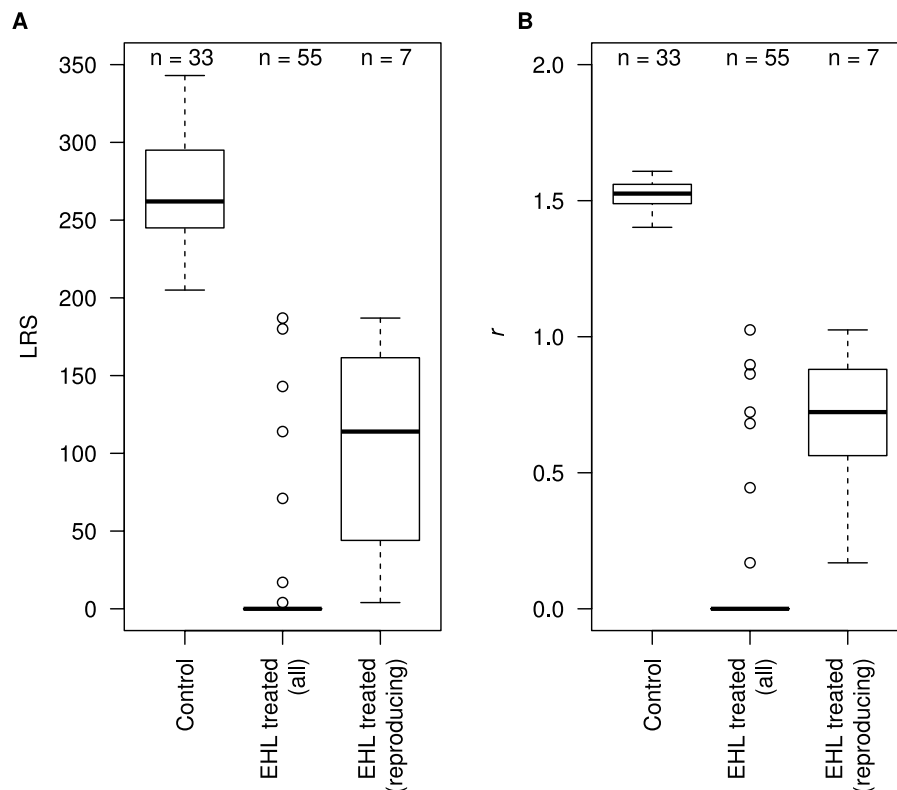 A
n = 33 n = 55 n = 7
350
300
250
200
150
100
50
0
LRS
Control
EHL treated
(all)
EHL treated
(reproducing)
B
n = 33 n = 55 n = 7
2.0
1.5
1.0
0.5
0.0
r
Control
EHL treated
(all)
EHL treated
(reproducing)